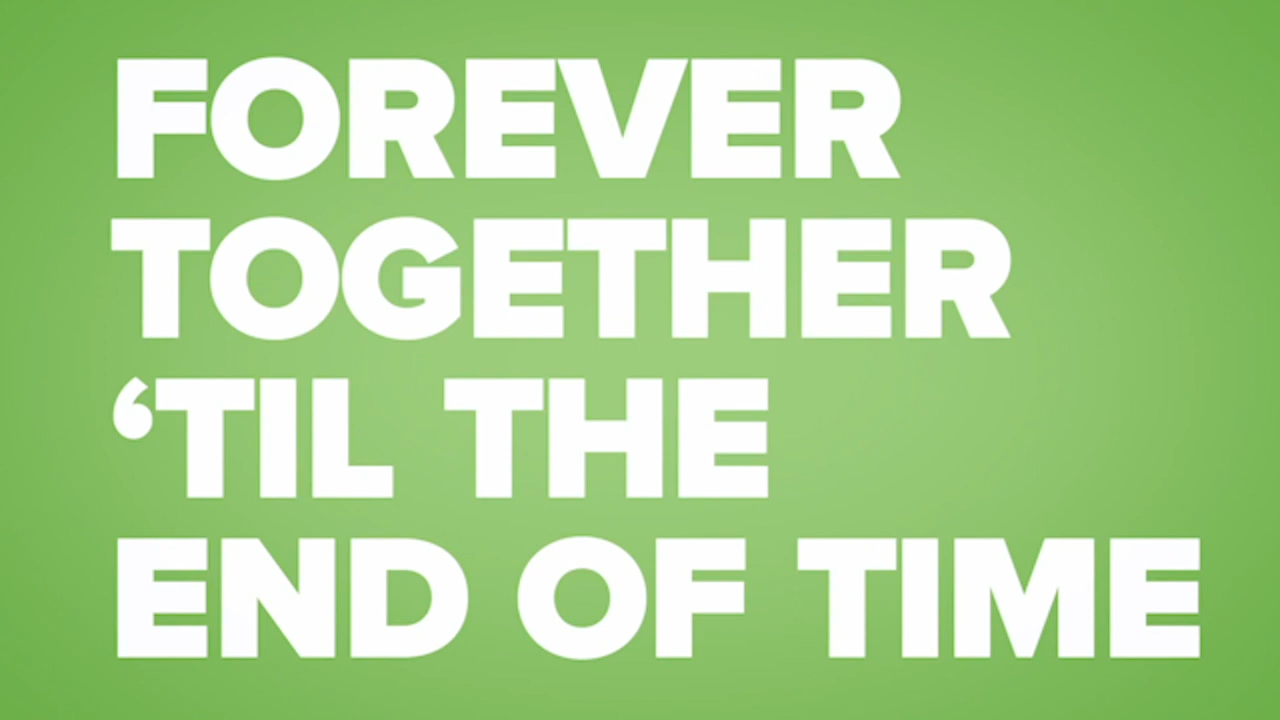 FOREVER
TOGETHER
‘TIL THE
END OF TIME